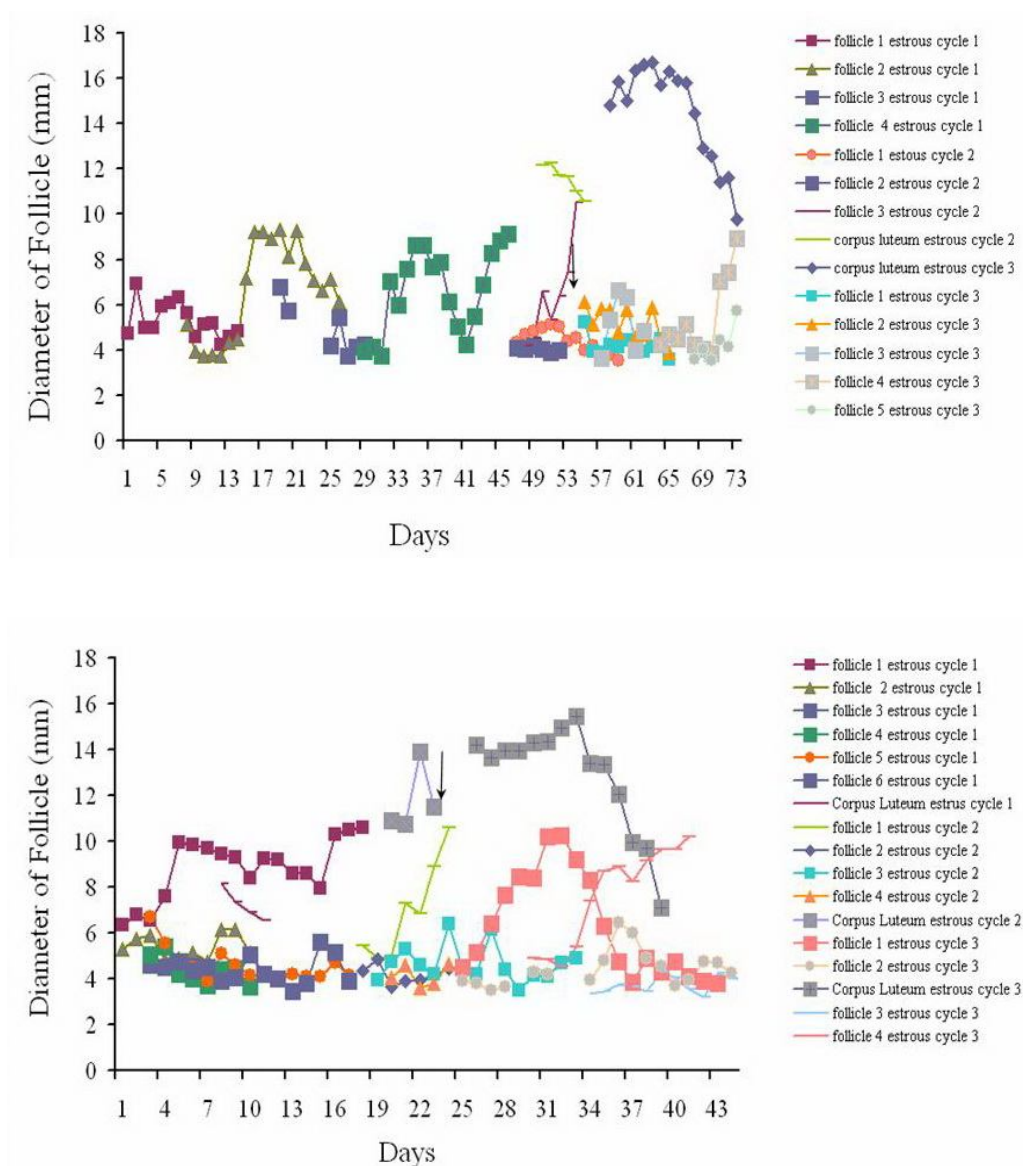 Diameter of Follicle (mm)
18
16
14
12
10
8
6
4
2
0
1 5 9 13 17 21 25 29 33 37 41 45 49 53 57 61 65 69 73
Days
follicle 1 estrous cycle 1
follicle 2 estrous cycle 1
follicle 3 estrous cycle 1
follicle 4 estrous cycle 1
follicle 1 estous cycle 2
follicle 2 estrous cycle 2
follicle 3 estrous cycle 2
corpus luteum estrous cycle 2
corpus luteum estrous cycle 3
follicle 1 estrous cycle 3
follicle 2 estrous cycle 3
follicle 3 estrous cycle 3
follicle 4 estrous cycle 3
follicle 5 estrous cycle 3
Dianeter of Follicle (mm)
18
16
14
12
10
8
6
4
2
0
1 4 7 10 13 16 19 22 25 28 31 34 37 40 43
Days
follicle 1 estrous cycle 1
follicle 2 estrous cycle 1
follicle 3 estrous cycle 1
follicle 4 estrous cycle 1
follicle 5 estrous cycle 1
follicle 6 estrous cycle 1
Corpus Luteum estrus cycle 1
follicle 1 estrous cycle 2
follicle 2 estrous cycle 2
follicle 3 estrous cycle 2
follicle 4 estrous cycle 2
Corpus Luteum estrous cycle 2
follicle 1 estrous cycle 3
follicle 2 estrous cycle 3
Corpus Luteum estrous cycle 3
follicle 3 estrous cycle 3
follicle 4 estrous cycle 3